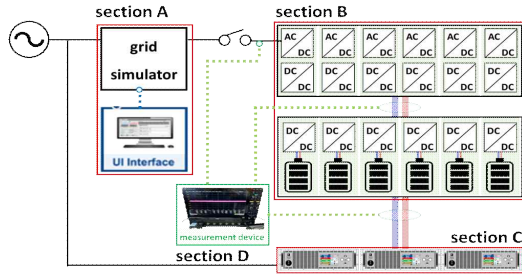 section A
section B
grid
simulator
UI Interface
AC AC AC AC AC AC
DC DC DC DC DC DC
DC DC DC DC DC DC
DC DC DC DC DC DC
DC DC DC DC DC DC
DC DC DC DC DC DC
measurement device
section C
section D